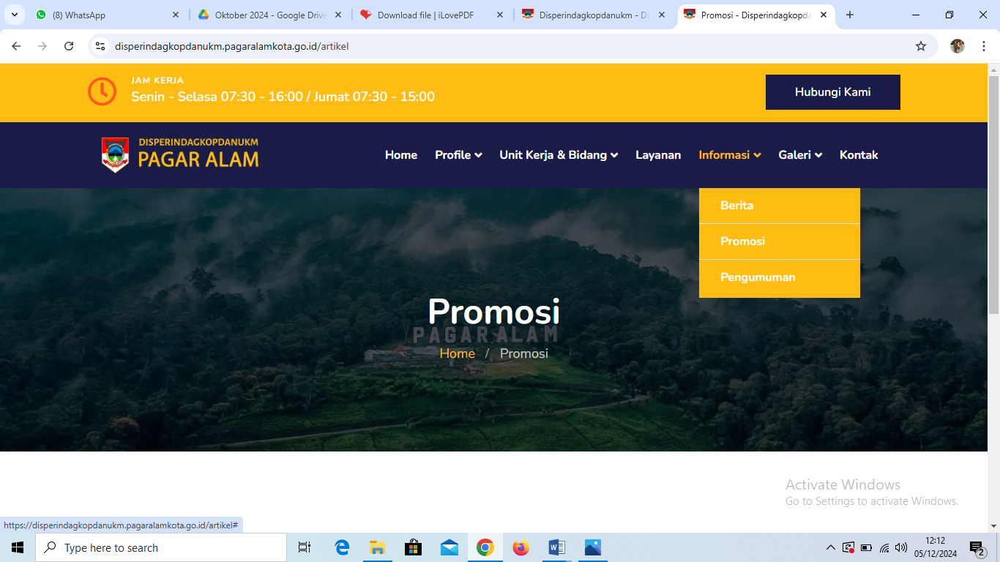 (8) WhatsApp
Oktober 2024 - Google Drive
Download file | iLovePDF
Disperindagkopdanukm - Di
Promosi - Disperindagkopda
disperindagkopdanukm.pagaralamkota.go.id/artikel
JAM KERJA
Senin - Selasa 07:30 - 16:00 / Jumat 07:30 - 15:00
Hubungi Kami
DISPERINDAGKOPDANUKM
PAGAR ALAM
Home Profile Unit Kerja & Bidang Layanan Informasi Galeri Kontak
Berita
Promosi
Pengumuman
Promosi
PAGAR ALAM
Home / Promosi
Activate Windows
Go to Settings to activate Windows.
https://disperindagkopdanukm.pagaralamkota.go.id/artikel#
Type here to search
12:12
05/12/2024
2